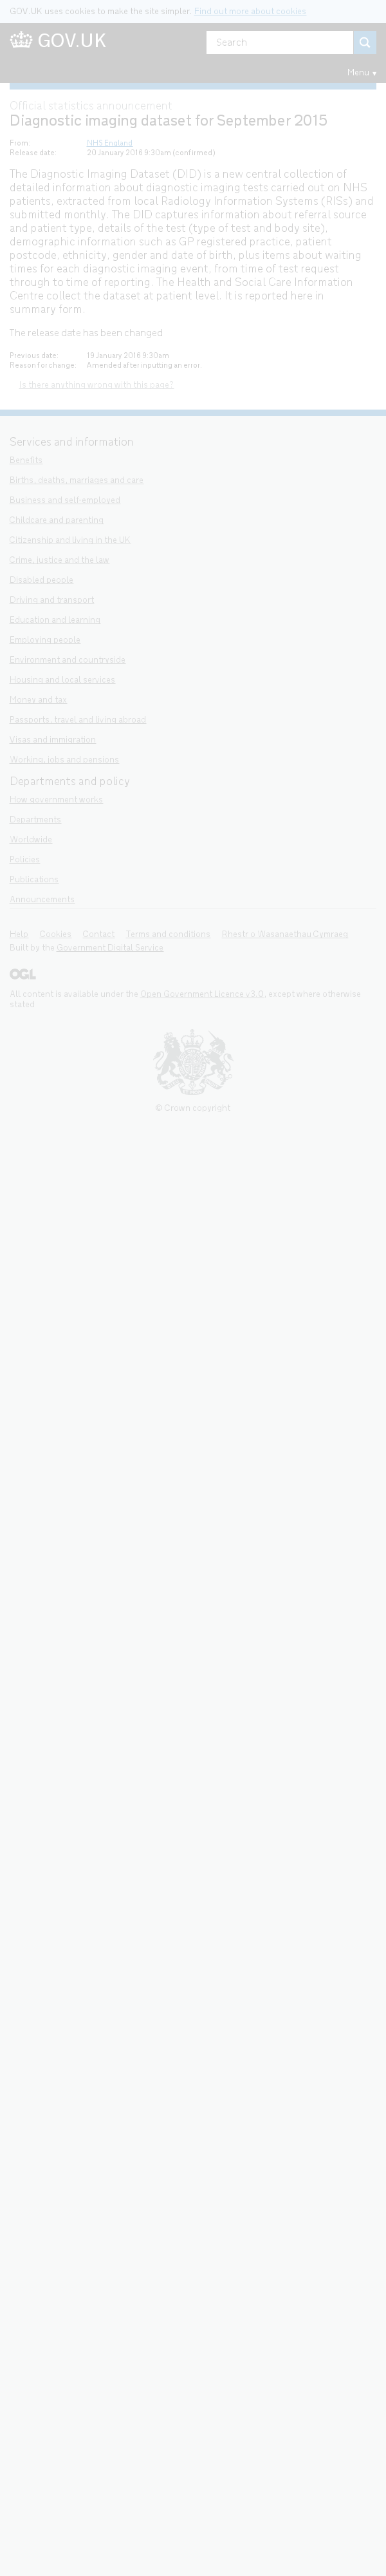 GOV.UK uses cookies to make the site simpler. Find out more about cookies
GOV.UK
Search
Menu
Official statistics announcement
Diagnostic imaging dataset for September 2015
From: NHS England
Release date: 20 January 2016 9:30am (confirmed)
The Diagnostic Imaging Dataset (DID) is a new central collection of
detailed information about diagnostic imaging tests carried out on NHS
patients, extracted from local Radiology Information Systems (RISs) and
submitted monthly. The DID captures information about referral source
and patient type, details of the test (type of test and body site),
demographic information such as GP registered practice, patient
postcode, ethnicity, gender and date of birth, plus items about waiting
times for each diagnostic imaging event, from time of test request
through to time of reporting. The Health and Social Care Information
Centre collect the dataset at patient level. It is reported here in
summary form.
The release date has been changed
Previous date: 19 January 2016 9:30am
Reason for change: Amended after inputting an error.
Is there anything wrong with this page?
Services and information
Benefits
Births, deaths, marriages and care
Business and self-employed
Childcare and parenting
Citizenship and living in the UK
Crime, justice and the law
Disabled people
Driving and transport
Education and learning
Employing people
Environment and countryside
Housing and local services
Money and tax
Passports, travel and living abroad
Visas and immigration
Working, jobs and pensions
Departments and policy
How government works
Departments
Worldwide
Policies
Publications
Announcements
Help Cookies Contact Terms and conditions Rhestr o Wasanaethau Cymraeg
Built by the Government Digital Service
OGL
All content is available under the Open Government Licence v3.0, except where otherwise
stated
© Crown copyright